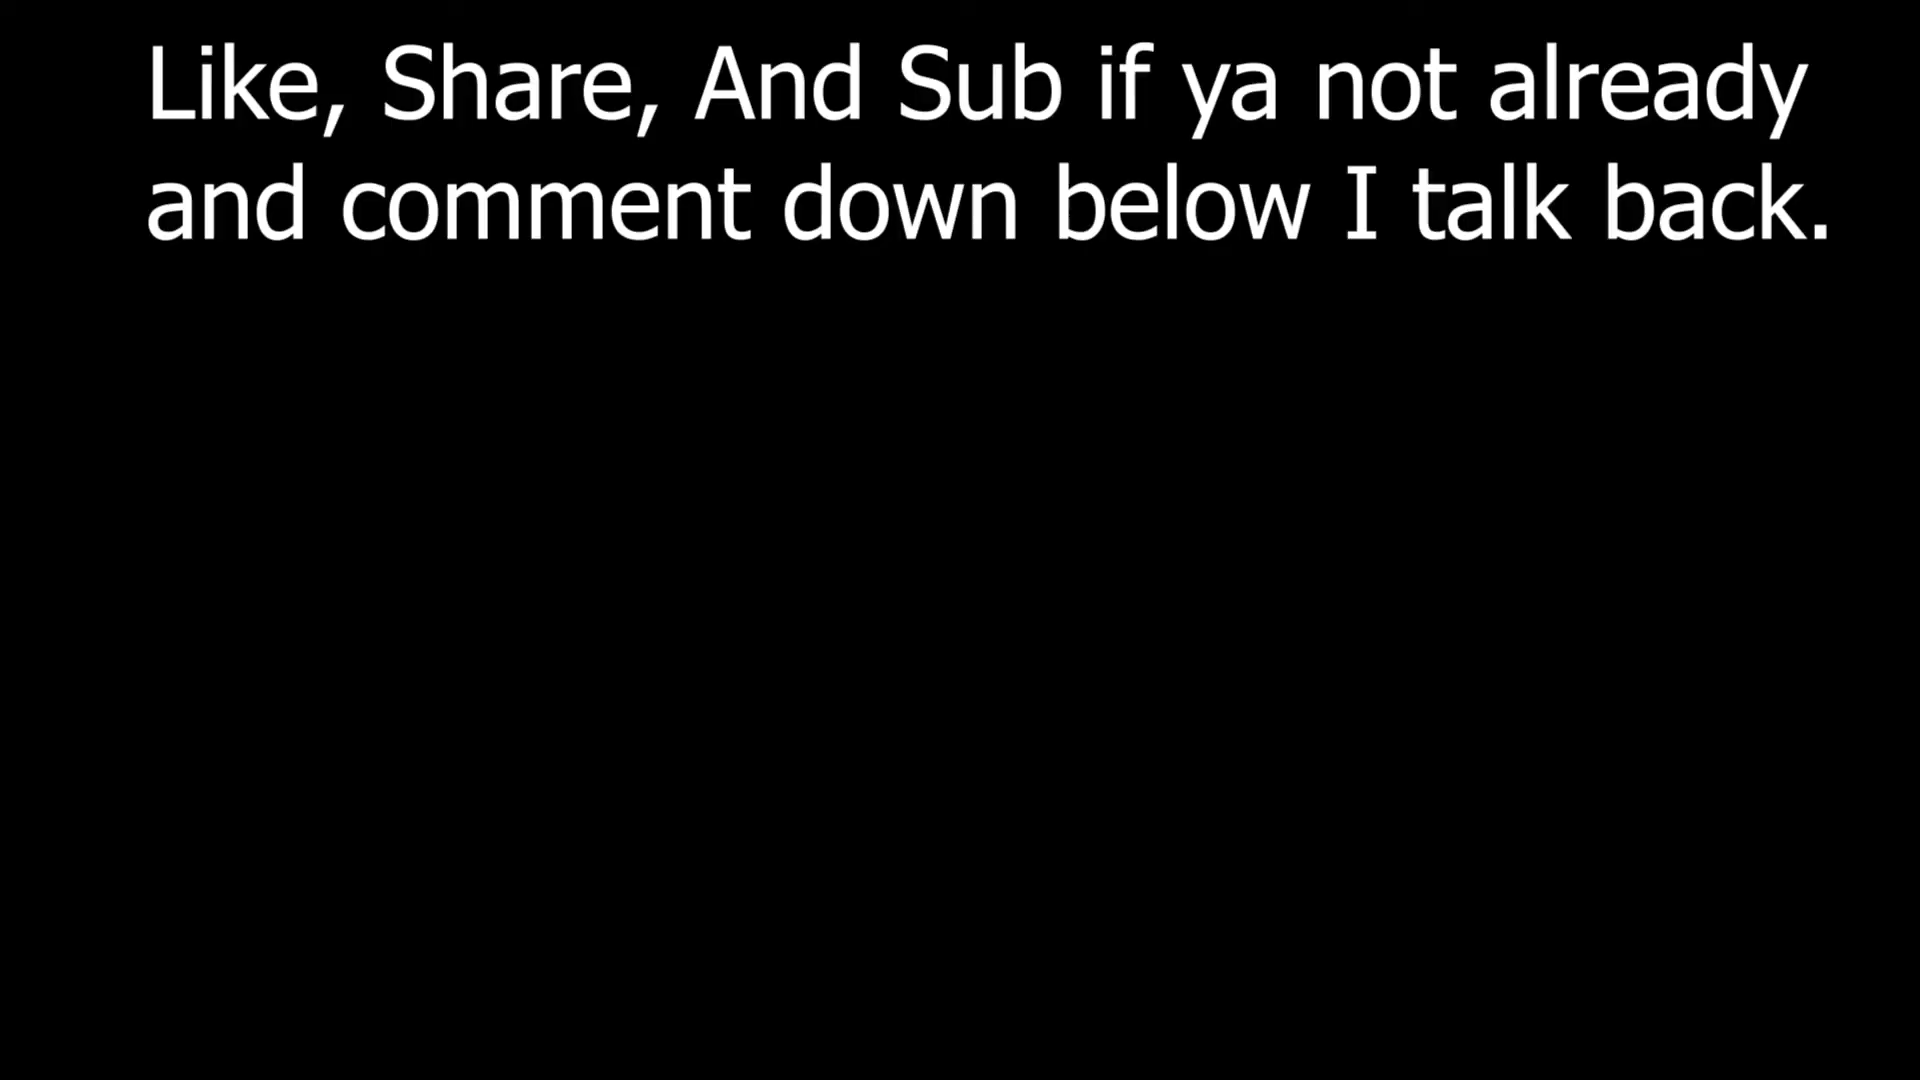 Like, Share, And Sub if ya not already
and comment down below I talk back.